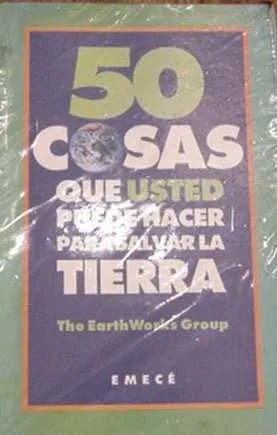 50
COSAS
QUE USTED
PUEDE HACER
PARA SALVAR LA
TIERRA
The EarthWorks Group
EMECÉ